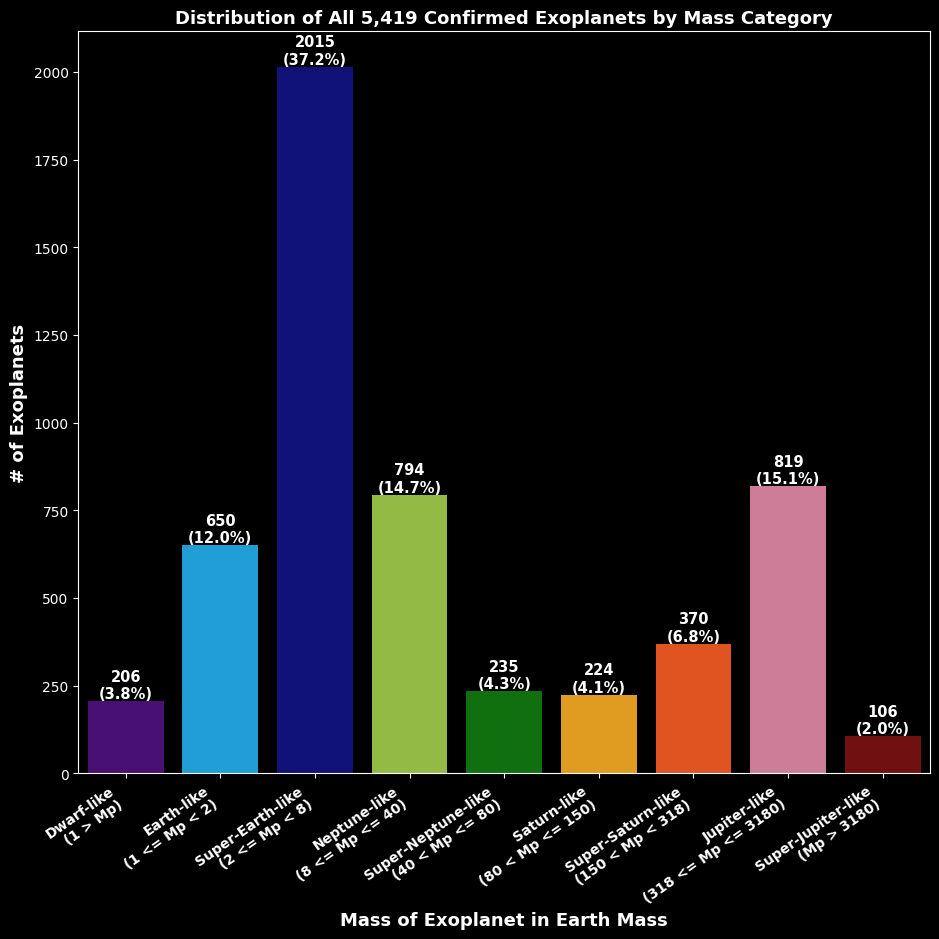 Distribution of All 5,419 Confirmed Exoplanets by Mass Category
# of Exoplanets
2000
1750
1500
1250
1000
750
500
250
0
206
(3.8%)
650
(12.0%)
2015
(37.2%)
794
(14.7%)
235
(4.3%)
224
(4.1%)
370
(6.8%)
819
(15.1%)
106
(2.0%)
Dwarf-like
(1 > Mp)
Earth-like
(1 <= Mp < 2)
Super-Earth-like
(2 <= Mp < 8)
Neptune-like
(8 <= Mp <= 40)
Super-Neptune-like
(40 < Mp <= 80)
Saturn-like
(80 < Mp <= 150)
Super-Saturn-like
(150 < Mp < 318)
Jupiter-like
(318 <= Mp <= 3180)
Super-Jupiter-like
(Mp > 3180)
Mass of Exoplanet in Earth Mass